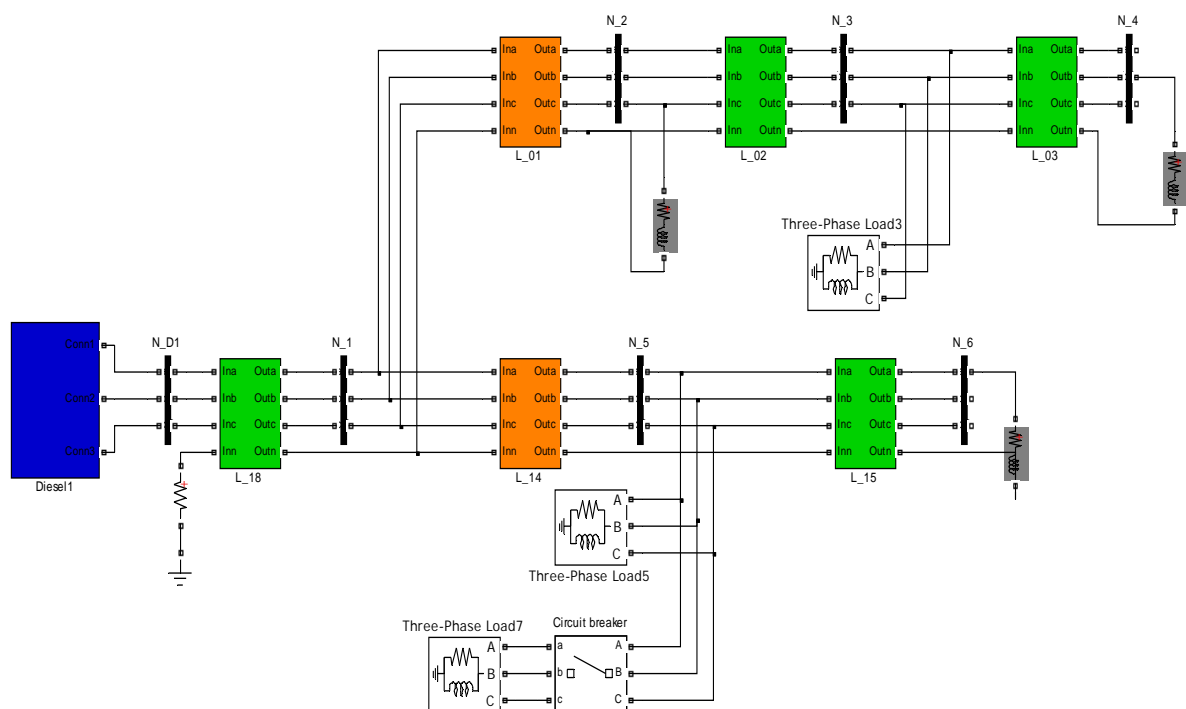 N_2
N_3
N_4
Ina Outa
Inb Outb
Inc Outc
Inn Outn
L_01
Ina Outa
Inb Outb
Inc Outc
Inn Outn
L_02
Ina Outa
Inb Outb
Inc Outc
Inn Outn
L_03
Three-Phase Load3
A
B
C
Conn1
Conn2
Conn3
Diesel1
N_D1
Ina Outa
Inb Outb
Inc Outc
Inn Outn
L_18
N_1
Ina Outa
Inb Outb
Inc Outc
Inn Outn
L_14
N_5
Ina Outa
Inb Outb
Inc Outc
Inn Outn
L_15
N_6
A
B
C
Three-Phase Load5
Three-Phase Load7
A
B
C
Circuit breaker
a A
b B
c C